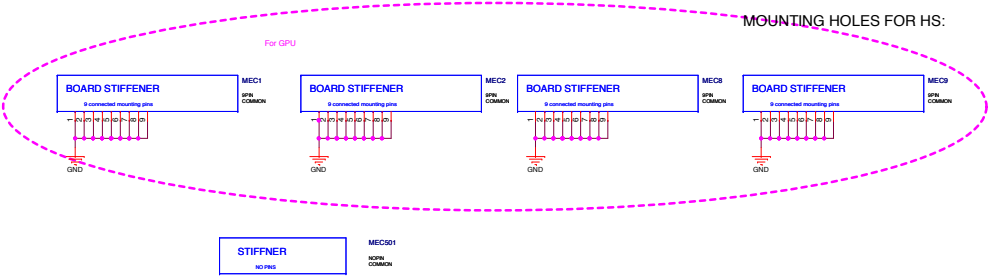 MOUNTING HOLES FOR HS:
For GPU
MEC1
BOARD STIFFENER
9 connected mounting pins
9PIN
COMMON
1 2 3 4 5 6 7 8 9
GND
MEC2
BOARD STIFFENER
9 connected mounting pins
9PIN
COMMON
1 2 3 4 5 6 7 8 9
GND
MEC8
BOARD STIFFENER
9 connected mounting pins
9PIN
COMMON
1 2 3 4 5 6 7 8 9
GND
MEC9
BOARD STIFFENER
9 connected mounting pins
9PIN
COMMON
1 2 3 4 5 6 7 8 9
GND
MEC501
STIFFNER
NO PINS
NOPIN
COMMON